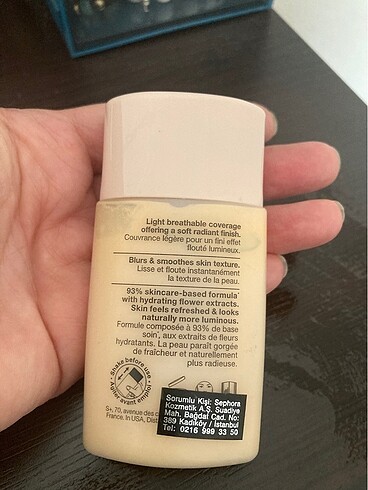 Light breathable coverage
offering a soft radiant finish.
Couvrance légère pour un fini effet
flouté lumineux.
Blurs & smoothes skin texture.
Lisse et floute instantanément
la texture de la peau.
93% skincare-based formula*
with hydrating flower extracts.
Skin feels refreshed & looks
naturally more luminous.
Formule composée à 93% de base
soin*, aux extraits de fleurs
hydratants. La peau paraît gorgée
de fraîcheur et naturellement
plus radieuse.
Shake before use
Agiter avant emploi
S+, 70, avenue des
France. In USA, Dist
Sorumlu Kişi: Sephora
Kozmetik A.Ş. Suadiye
Mah. Bağdat Cad. No:
389 Kadıköy / İstanbul
Tel: 0216 999 33 50